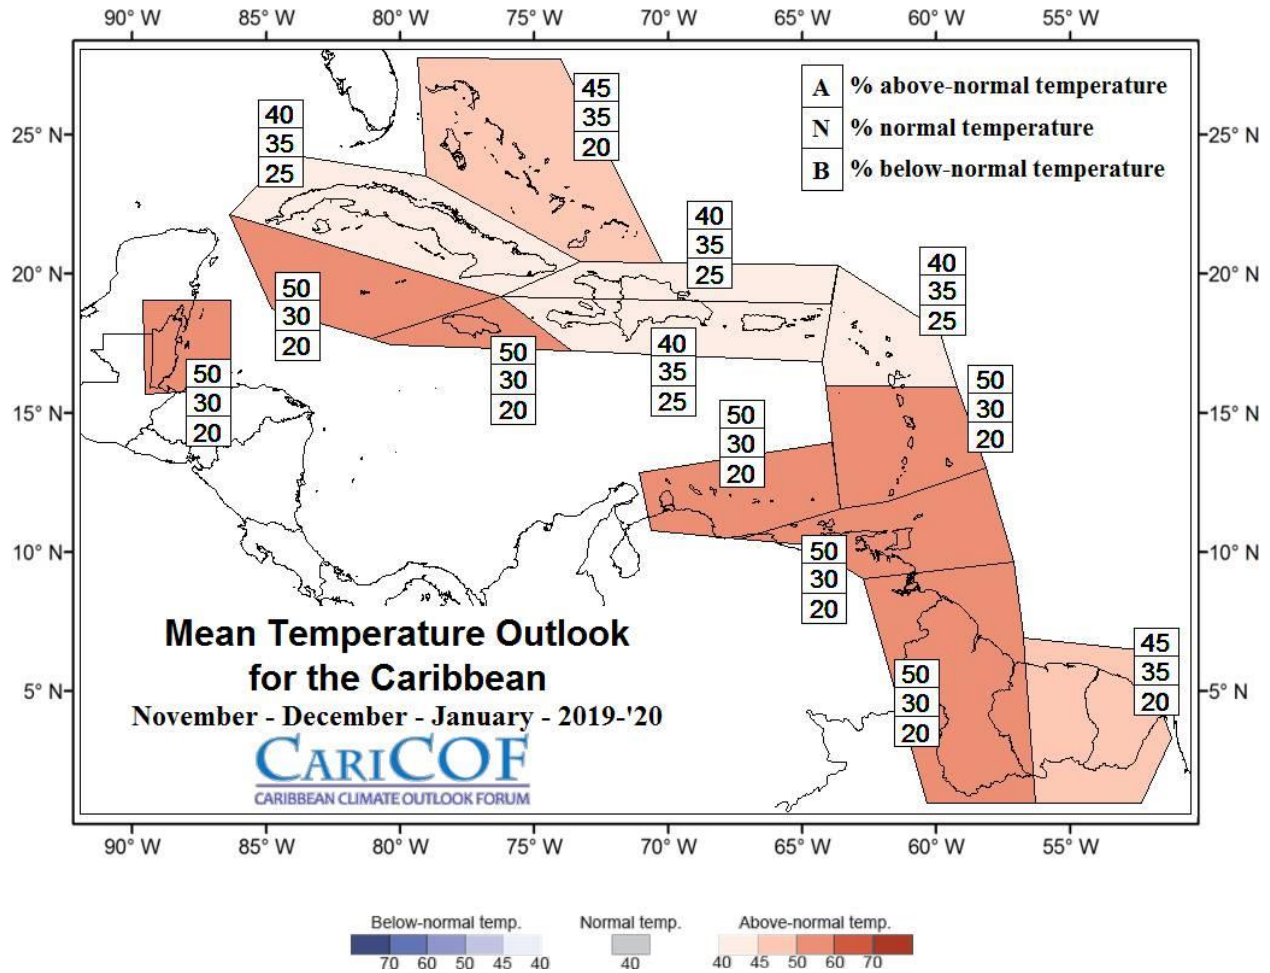 90° W 85° W 80° W 75° W 70° W 65° W 60° W 55° W
A % above-normal temperature
N % normal temperature
B % below-normal temperature
25° N
25° N
20° N
20° N
15° N
15° N
10° N
10° N
5° N
5° N
45
35
20
40
35
25
40
35
25
40
35
25
50
30
20
50
30
20
40
35
25
50
30
20
50
30
20
50
30
20
50
30
20
45
35
20
50
30
20
Mean Temperature Outlook
for the Caribbean
November - December - January - 2019-'20
CARICOF
CARIBBEAN CLIMATE OUTLOOK FORUM
90° W 85° W 80° W 75° W 70° W 65° W 60° W 55° W
Below-normal temp. Normal temp. Above-normal temp.
70 60 50 45 40 40 40 45 50 60 70